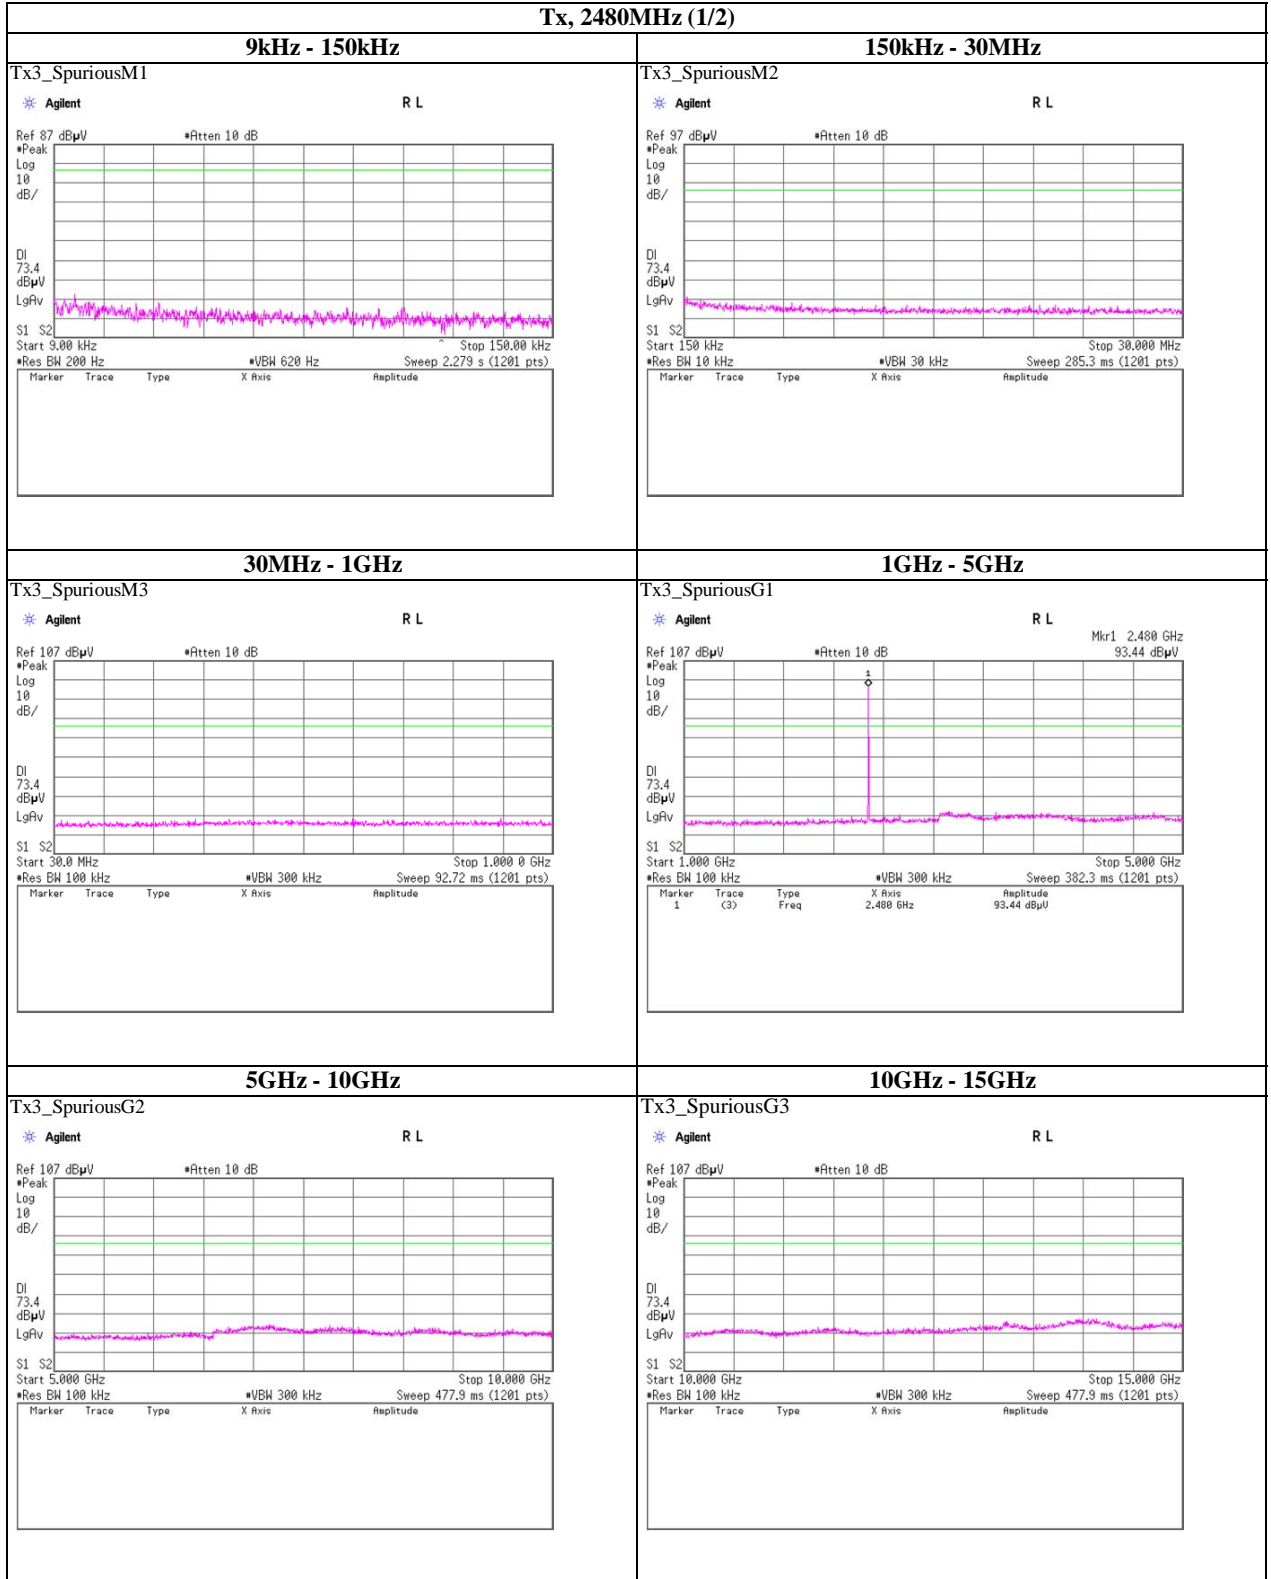 Tx, 2480MHz (1/2)
9kHz - 150kHz
Tx3_SpuriousM1
Agilent R L
Ref 87 dBµV #Atten 10 dB
#Peak
Log
10
dB/
DI
73.4
dBµV
LgAv
S1 S2
Start 9.00 kHz Stop 150.00 kHz
#Res BW 200 Hz #VBW 620 Hz Sweep 2.279 s (1201 pts)
Marker Trace Type X Axis Amplitude
150kHz - 30MHz
Tx3_SpuriousM2
Agilent R L
Ref 97 dBµV #Atten 10 dB
#Peak
Log
10
dB/
DI
73.4
dBµV
LgAv
S1 S2
Start 150 kHz Stop 30.000 MHz
#Res BW 10 kHz #VBW 30 kHz Sweep 285.3 ms (1201 pts)
Marker Trace Type X Axis Amplitude
30MHz - 1GHz
Tx3_SpuriousM3
Agilent R L
Ref 107 dBµV #Atten 10 dB
#Peak
Log
10
dB/
DI
73.4
dBµV
LgAv
S1 S2
Start 30.0 MHz Stop 1.000 0 GHz
#Res BW 100 kHz #VBW 300 kHz Sweep 92.72 ms (1201 pts)
Marker Trace Type X Axis Amplitude
1GHz - 5GHz
Tx3_SpuriousG1
Agilent R L
Mkr1 2.480 GHz
Ref 107 dBµV #Atten 10 dB 93.44 dBµV
#Peak
Log
10
dB/
1
DI
73.4
dBµV
LgAv
S1 S2
Start 1.000 GHz Stop 5.000 GHz
#Res BW 100 kHz #VBW 300 kHz Sweep 382.3 ms (1201 pts)
Marker Trace Type X Axis Amplitude
1 (3) Freq 2.480 GHz 93.44 dBµV
5GHz - 10GHz
Tx3_SpuriousG2
Agilent R L
Ref 107 dBµV #Atten 10 dB
#Peak
Log
10
dB/
DI
73.4
dBµV
LgAv
S1 S2
Start 5.000 GHz Stop 10.000 GHz
#Res BW 100 kHz #VBW 300 kHz Sweep 477.9 ms (1201 pts)
Marker Trace Type X Axis Amplitude
10GHz - 15GHz
Tx3_SpuriousG3
Agilent R L
Ref 107 dBµV #Atten 10 dB
#Peak
Log
10
dB/
DI
73.4
dBµV
LgAv
S1 S2
Start 10.000 GHz Stop 15.000 GHz
#Res BW 100 kHz #VBW 300 kHz Sweep 477.9 ms (1201 pts)
Marker Trace Type X Axis Amplitude